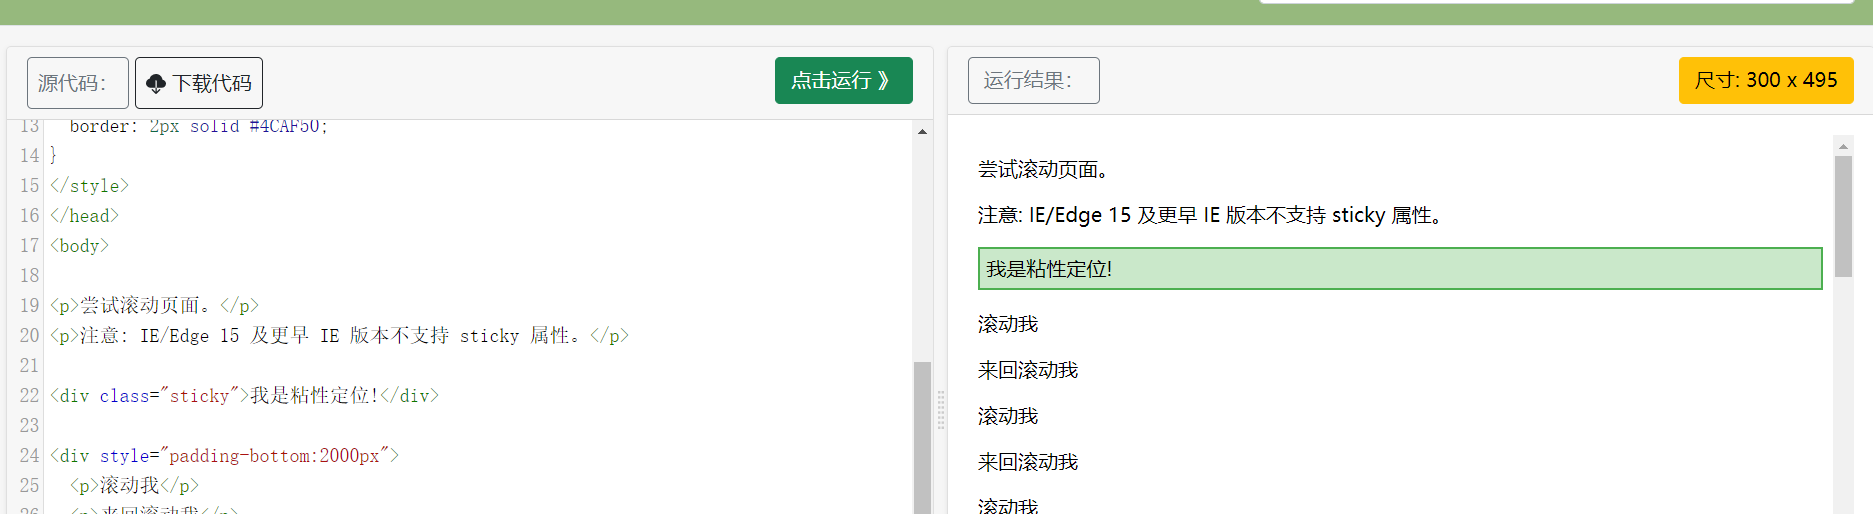 源代码：
下载代码
点击运行 》
13 border: 2px solid #4CAF50;
14 }
15 </style>
16 </head>
17 <body>
18
19 <p>尝试滚动页面。</p>
20 <p>注意: IE/Edge 15 及更早 IE 版本不支持 sticky 属性。</p>
21
22 <div class="sticky">我是粘性定位!</div>
23
24 <div style="padding-bottom:2000px">
25 <p>滚动我</p>
26 <p>来回滚动我</p>
运行结果：
尺寸: 300 x 495
尝试滚动页面。
注意: IE/Edge 15 及更早 IE 版本不支持 sticky 属性。
我是粘性定位!
滚动我
来回滚动我
滚动我
来回滚动我
滚动我